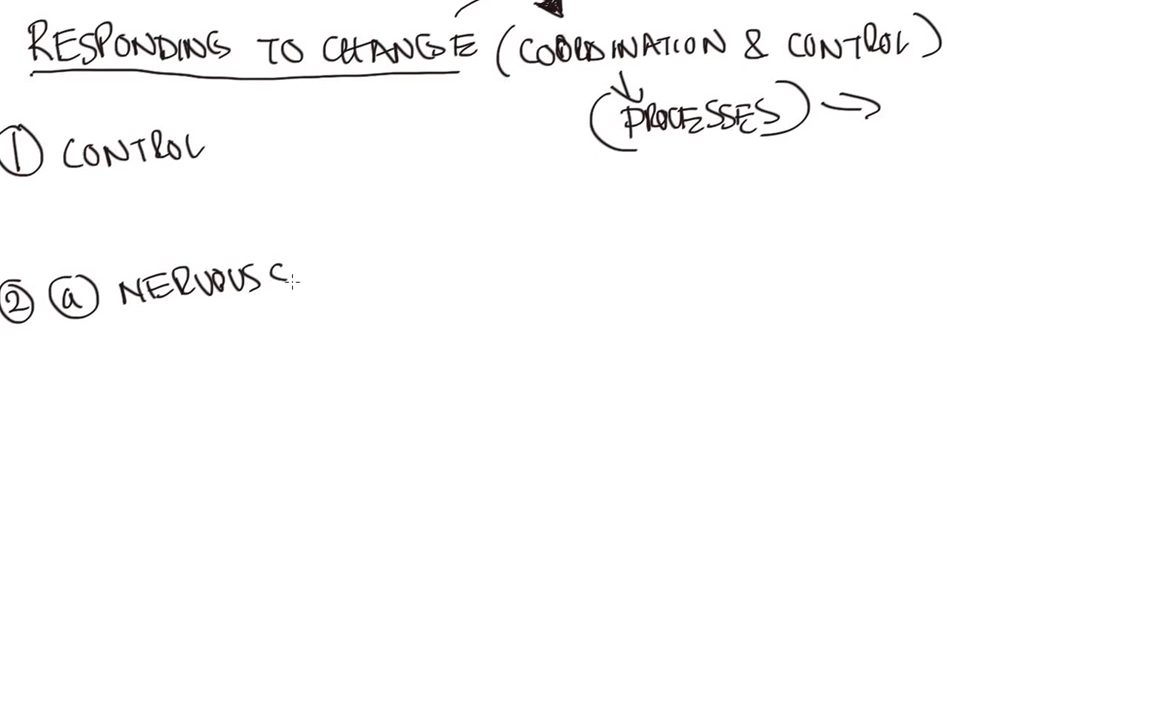 RESPONDING TO CHANGE (COORDINATION & CONTROL)
(PROCESSES) →
① CONTROL
② ⓐ NERVOUS S